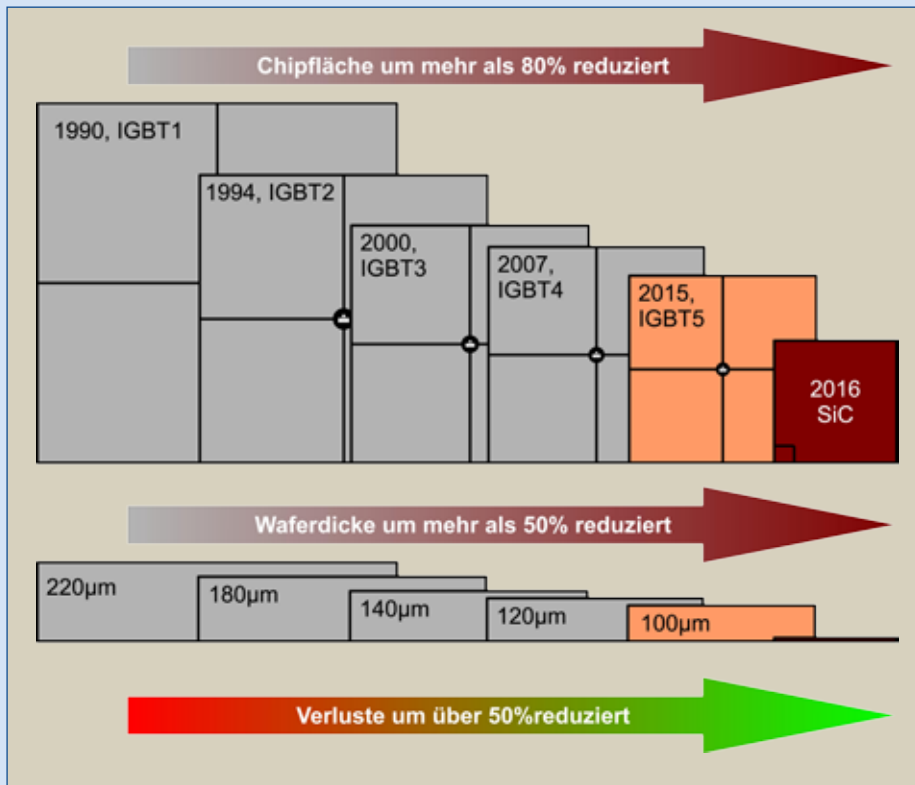 Chipfläche um mehr als 80% reduziert
1990, IGBT1
1994, IGBT2
2000,
IGBT3
2007,
IGBT4
2015,
IGBT5
2016
SiC
Waferdicke um mehr als 50% reduziert
220µm
180µm
140µm
120µm
100µm
Verluste um über 50%reduziert